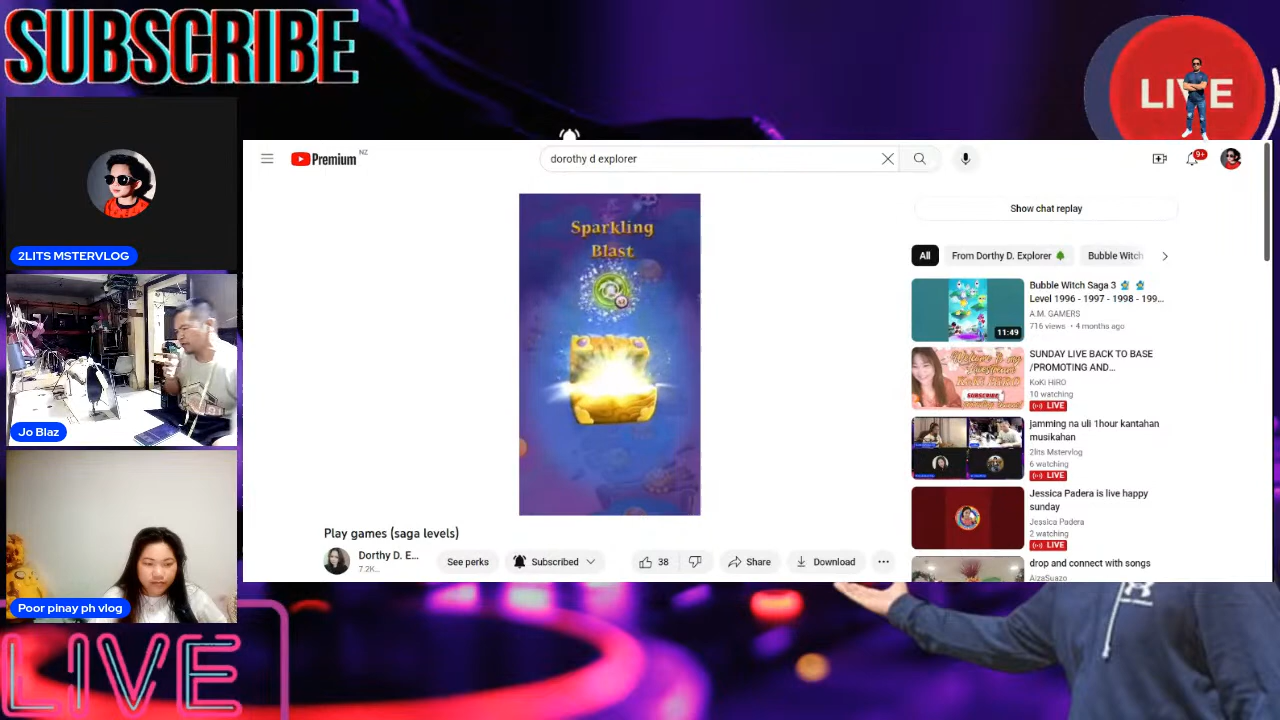 SUBSCRIBE
LIVE
2LITS MSTERVLOG
Jo Blaz
Poor pinay ph vlog
LIVE
Premium NZ
dorothy d explorer
9+
Sparkling
Blast
Play games (saga levels)
Dorthy D. E...
7.2K...
See perks
Subscribed
38
Share
Download
Show chat replay
All
From Dorthy D. Explorer
Bubble Witch
Bubble Witch Saga 3
Level 1996 - 1997 - 1998 - 199...
A.M. GAMERS
716 views • 4 months ago
11:49
SUNDAY LIVE BACK TO BASE
/PROMOTING AND...
KoKi HiRO
10 watching
LIVE
SUBSCRIBE
jamming na uli 1hour kantahan
musikahan
2lits Mstervlog
6 watching
LIVE
Jessica Padera is live happy
sunday
Jessica Padera
2 watching
LIVE
drop and connect with songs
AizaSuazo